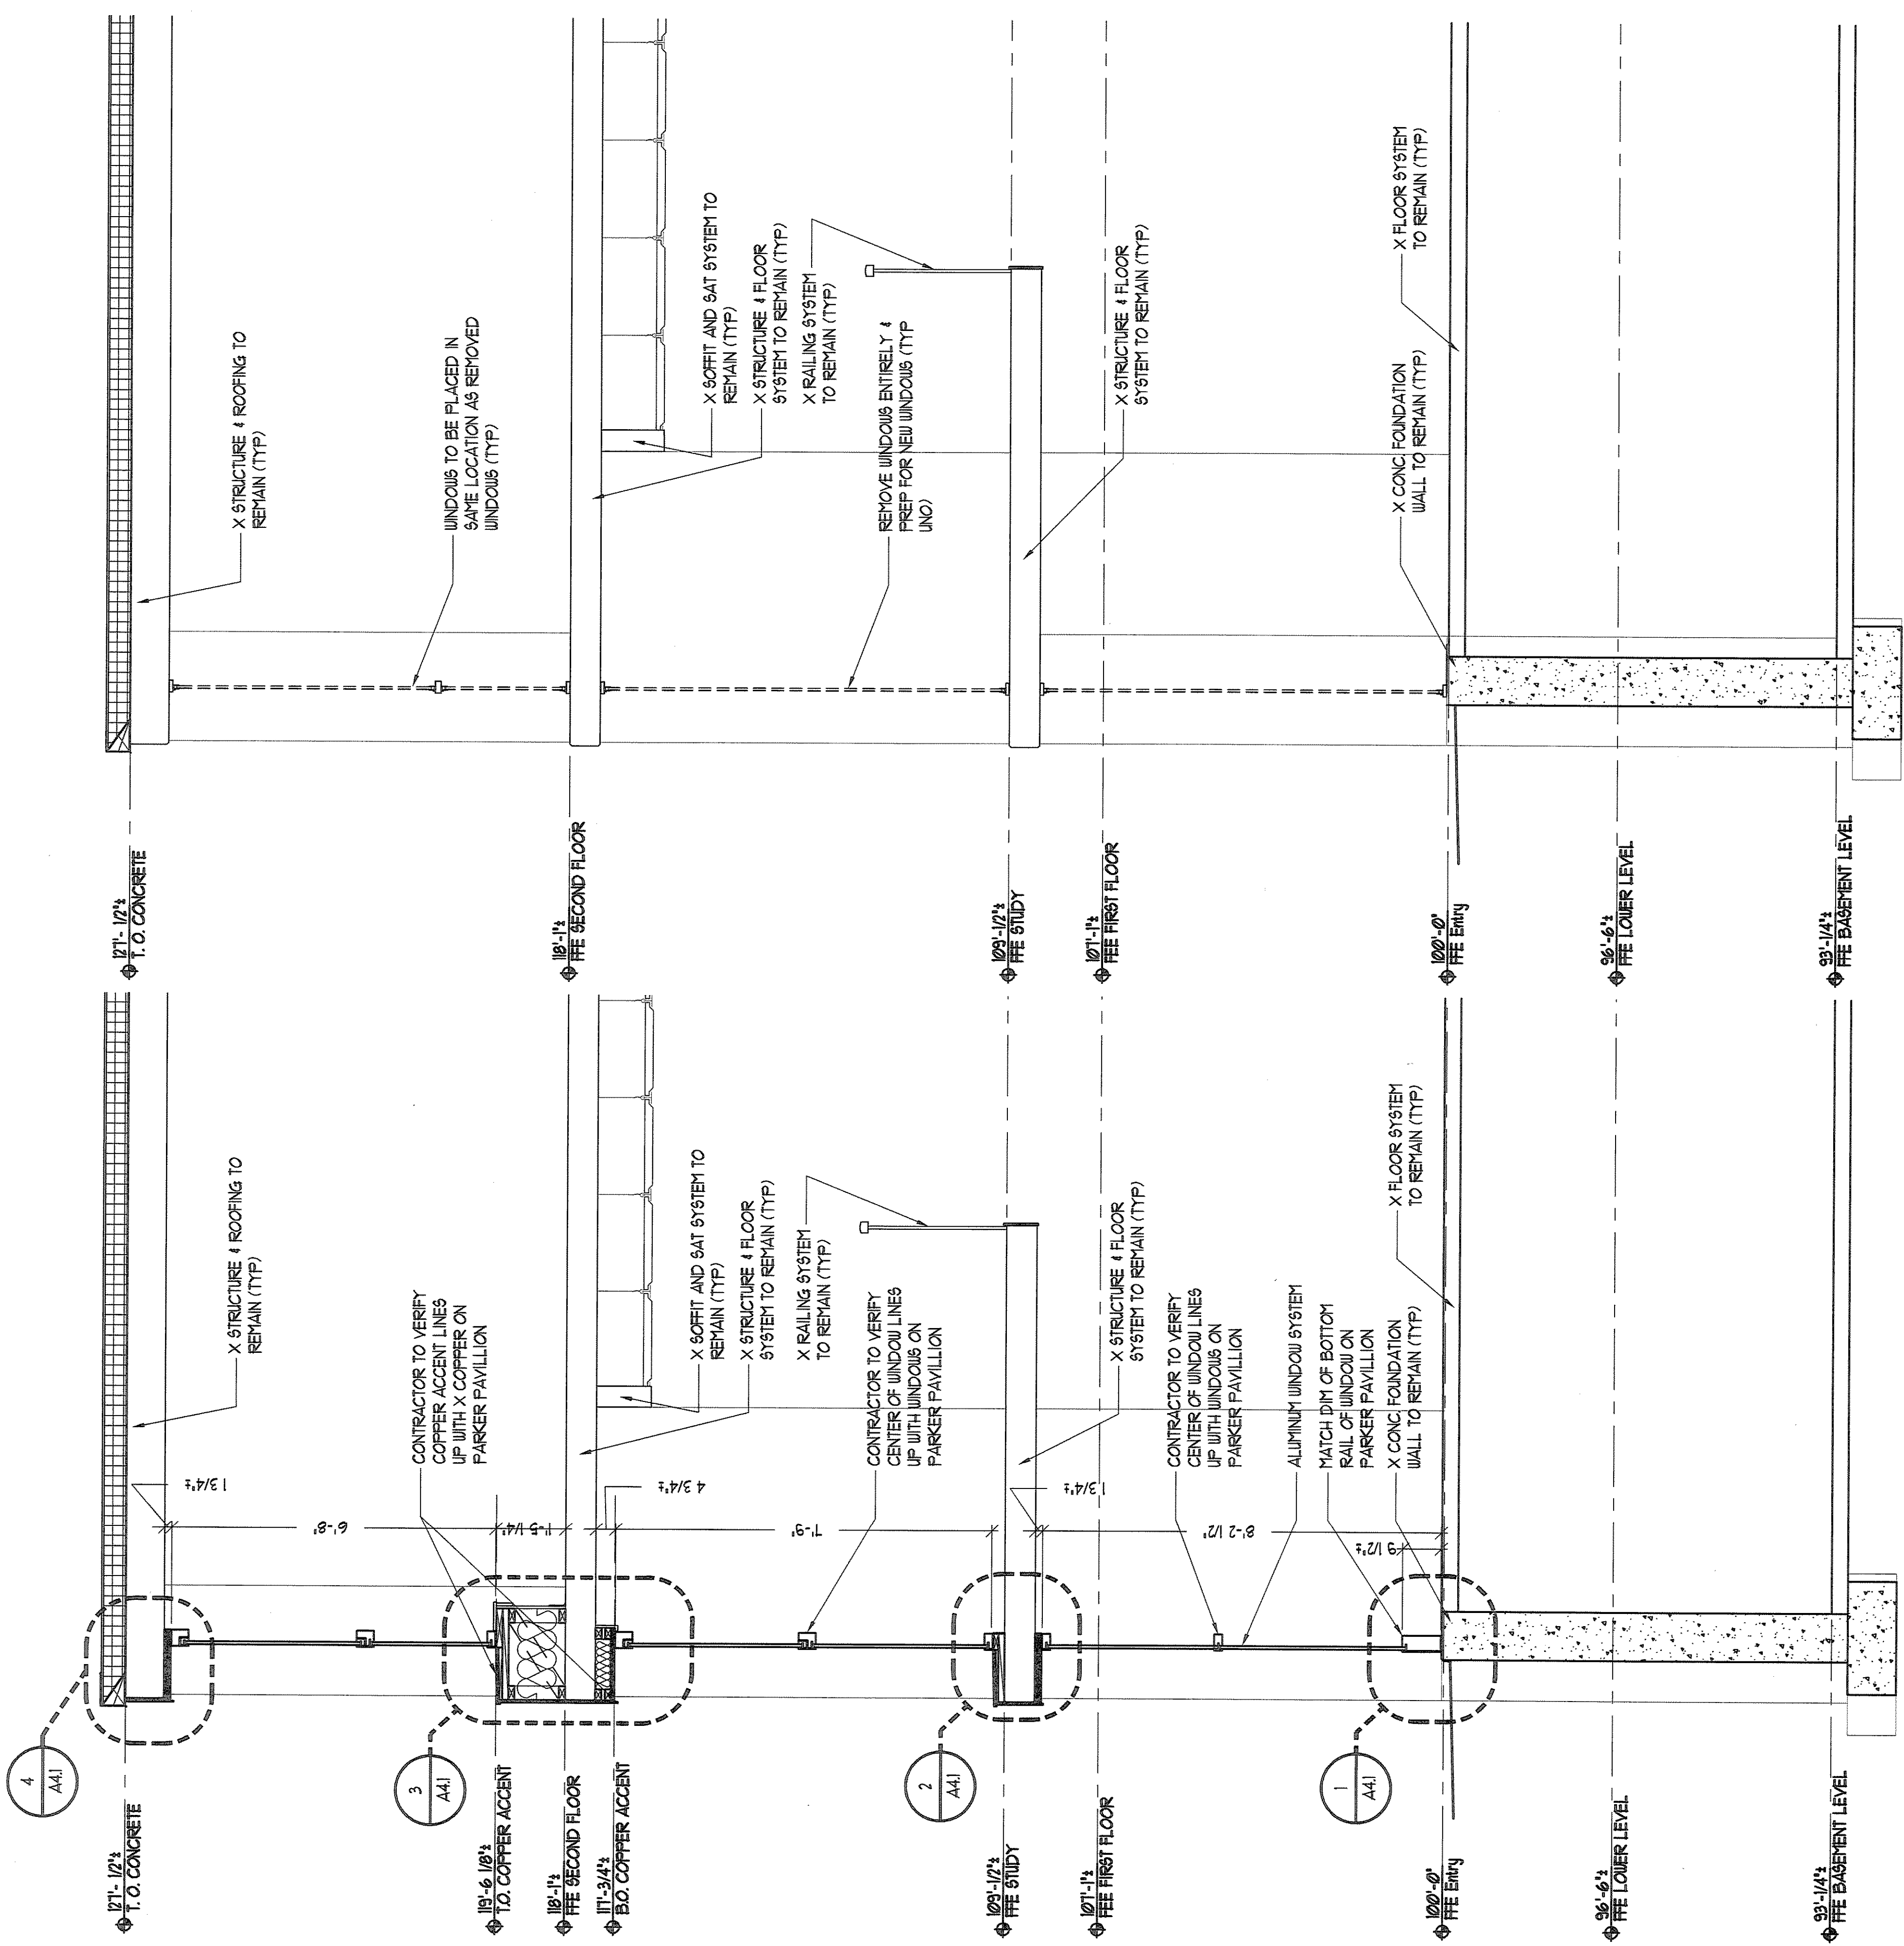 127'- 1/2"±
T. O. CONCRETE
118'-1"±
FFE SECOND FLOOR
109'-1/2"±
FFE STUDY
107'-1"±
FEE FIRST FLOOR
100'-0"
FFE Entry
96'-6"±
FFE LOWER LEVEL
93'-1/4"±
FFE BASEMENT LEVEL
X STRUCTURE & ROOFING TO
REMAIN (TYP)
WINDOWS TO BE PLACED IN
SAME LOCATION AS REMOVED
WINDOWS (TYP)
X SOFFIT AND SAT SYSTEM TO
REMAIN (TYP)
X STRUCTURE & FLOOR
SYSTEM TO REMAIN (TYP)
X RAILING SYSTEM
TO REMAIN (TYP)
REMOVE WINDOWS ENTIRELY &
PREP FOR NEW WINDOWS (TYP
UNO)
X STRUCTURE & FLOOR
SYSTEM TO REMAIN (TYP)
X CONC. FOUNDATION
WALL TO REMAIN (TYP)
X FLOOR SYSTEM
TO REMAIN (TYP)
127'- 1/2"±
T. O. CONCRETE
119'-6 1/8"±
T.O. COPPER ACCENT
118'-1"±
FFE SECOND FLOOR
117'-3/4"±
B.O. COPPER ACCENT
109'-1/2"±
FFE STUDY
107'-1"±
FEE FIRST FLOOR
100'-0"
FFE Entry
96'-6"±
FFE LOWER LEVEL
93'-1/4"±
FFE BASEMENT LEVEL
4
A4.1
3
A4.1
2
A4.1
1
A4.1
1 3/4"±
6'-8"
1'-5 1/4"
4 3/4"±
7'-9"
1 3/4"±
8'-2 1/2"
9 1/2"±
X STRUCTURE & ROOFING TO
REMAIN (TYP)
CONTRACTOR TO VERIFY
COPPER ACCENT LINES
UP WITH X COPPER ON
PARKER PAVILLION
X SOFFIT AND SAT SYSTEM TO
REMAIN (TYP)
X STRUCTURE & FLOOR
SYSTEM TO REMAIN (TYP)
X RAILING SYSTEM
TO REMAIN (TYP)
CONTRACTOR TO VERIFY
CENTER OF WINDOW LINES
UP WITH WINDOWS ON
PARKER PAVILLION
X STRUCTURE & FLOOR
SYSTEM TO REMAIN (TYP)
CONTRACTOR TO VERIFY
CENTER OF WINDOW LINES
UP WITH WINDOWS ON
PARKER PAVILLION
ALUMINUM WINDOW SYSTEM
MATCH DIM OF BOTTOM
RAIL OF WINDOW ON
PARKER PAVILLION
X CONC. FOUNDATION
WALL TO REMAIN (TYP)
X FLOOR SYSTEM
TO REMAIN (TYP)